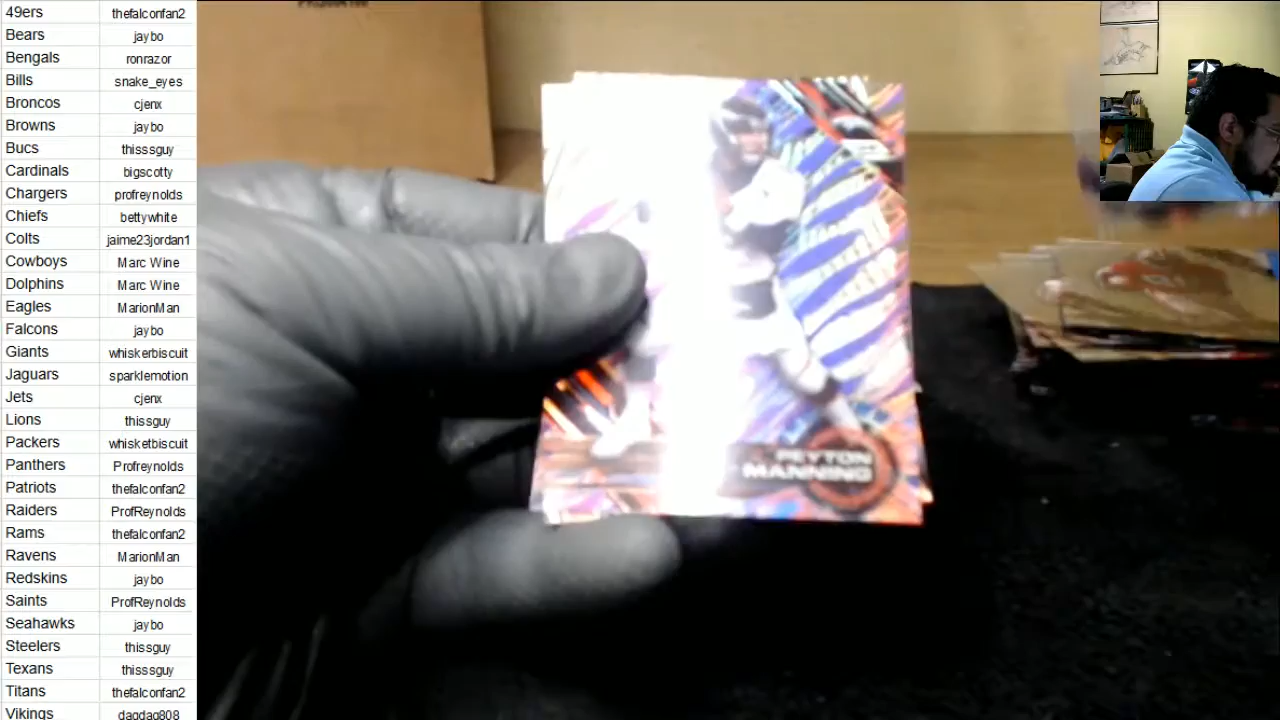 49ers thefalconfan2
Bears jaybo
Bengals ronrazor
Bills snake_eyes
Broncos cjenx
Browns jaybo
Bucs thisssguy
Cardinals bigscotty
Chargers profreynolds
Chiefs bettywhite
Colts jaime23jordan1
Cowboys Marc Wine
Dolphins Marc Wine
Eagles MarionMan
Falcons jaybo
Giants whiskerbiscuit
Jaguars sparklemotion
Jets cjenx
Lions thissguy
Packers whisketbiscuit
Panthers Profreynolds
Patriots thefalconfan2
Raiders ProfReynolds
Rams thefalconfan2
Ravens MarionMan
Redskins jaybo
Saints ProfReynolds
Seahawks jaybo
Steelers thissguy
Texans thisssguy
Titans thefalconfan2
Vikings dagdag808
PEYTON
MANNING